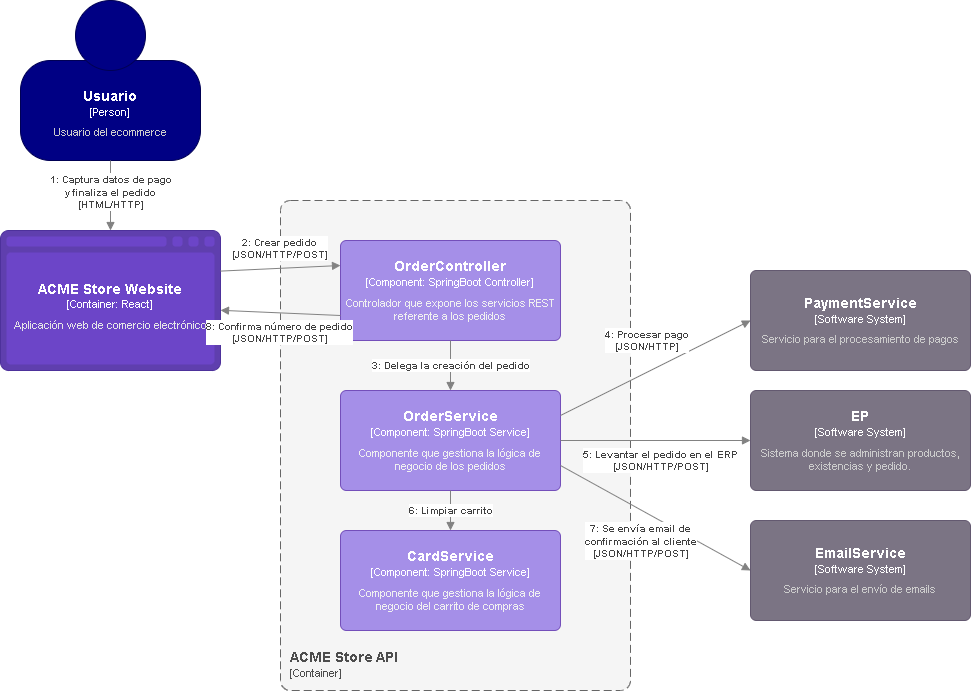 Usuario
[Person]
Usuario del ecommerce
1: Captura datos de pago
y finaliza el pedido
[HTML/HTTP]
ACME Store Website
[Container: React]
Aplicación web de comercio electrónico
2: Crear pedido
[JSON/HTTP/POST]
8: Confirma número de pedido
[JSON/HTTP/POST]
OrderController
[Component: SpringBoot Controller]
Controlador que expone los servicios REST
referente a los pedidos
3: Delega la creación del pedido
OrderService
[Component: SpringBoot Service]
Componente que gestiona la lógica de
negocio de los pedidos
6: Limpiar carrito
CardService
[Component: SpringBoot Service]
Componente que gestiona la lógica de
negocio del carrito de compras
ACME Store API
[Container]
4: Procesar pago
[JSON/HTTP]
5: Levantar el pedido en el ERP
[JSON/HTTP/POST]
7: Se envía email de
confirmación al cliente
[JSON/HTTP/POST]
PaymentService
[Software System]
Servicio para el procesamiento de pagos
EP
[Software System]
Sistema donde se administran productos,
existencias y pedido.
EmailService
[Software System]
Servicio para el envío de emails